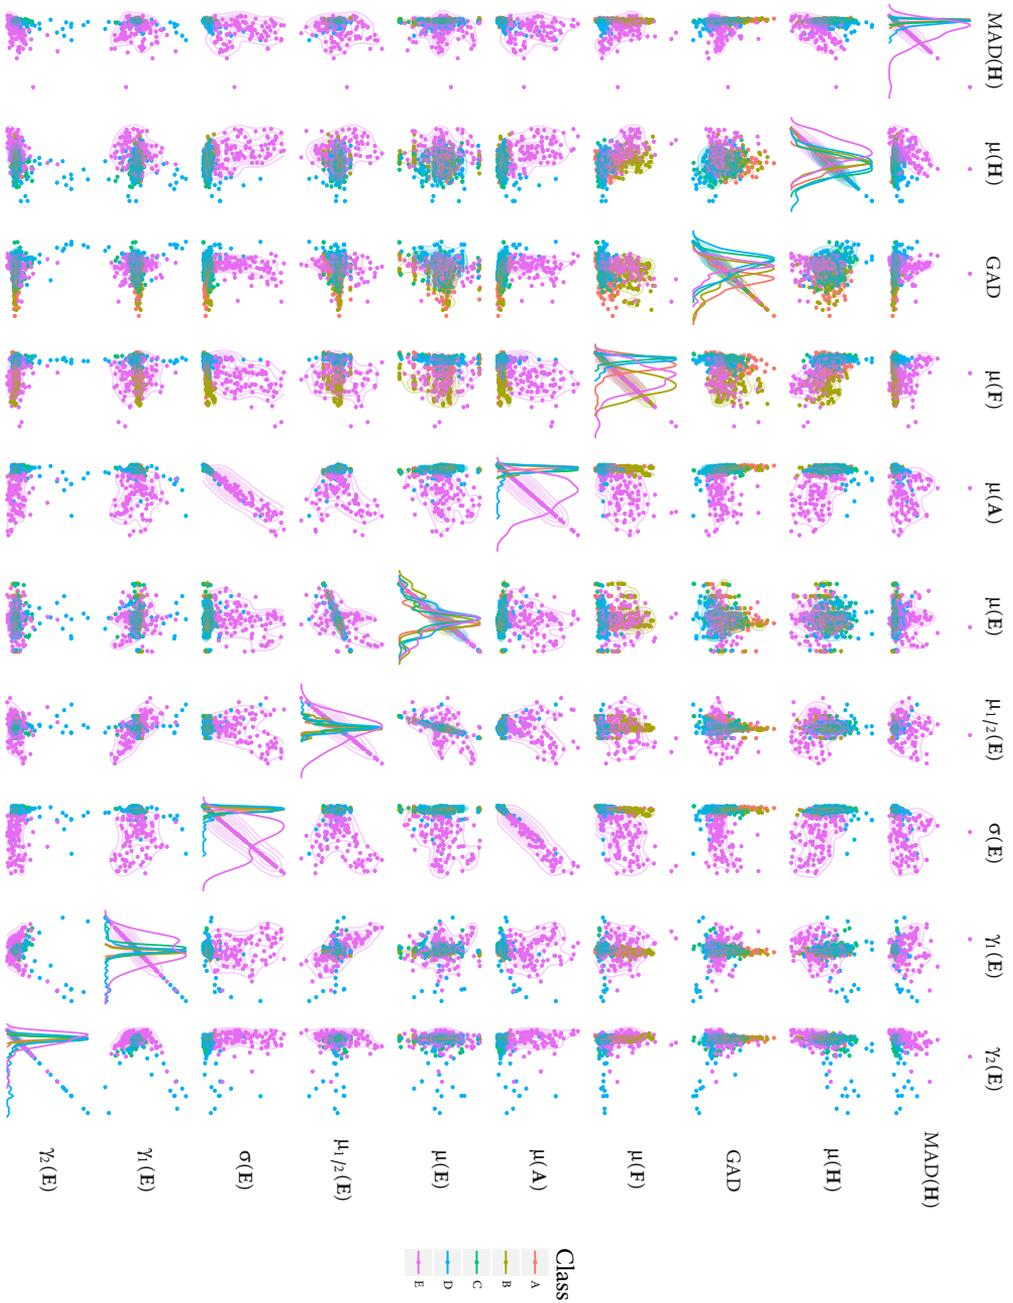 MAD(H)
μ(H)
GAD
μ(F)
μ(A)
μ(E)
μ1/2(E)
σ(E)
γ1(E)
γ2(E)
γ2(E)
γ1(E)
σ(E)
μ1/2(E)
μ(E)
μ(A)
μ(F)
GAD
μ(H)
MAD(H)
Class
A
B
C
D
E